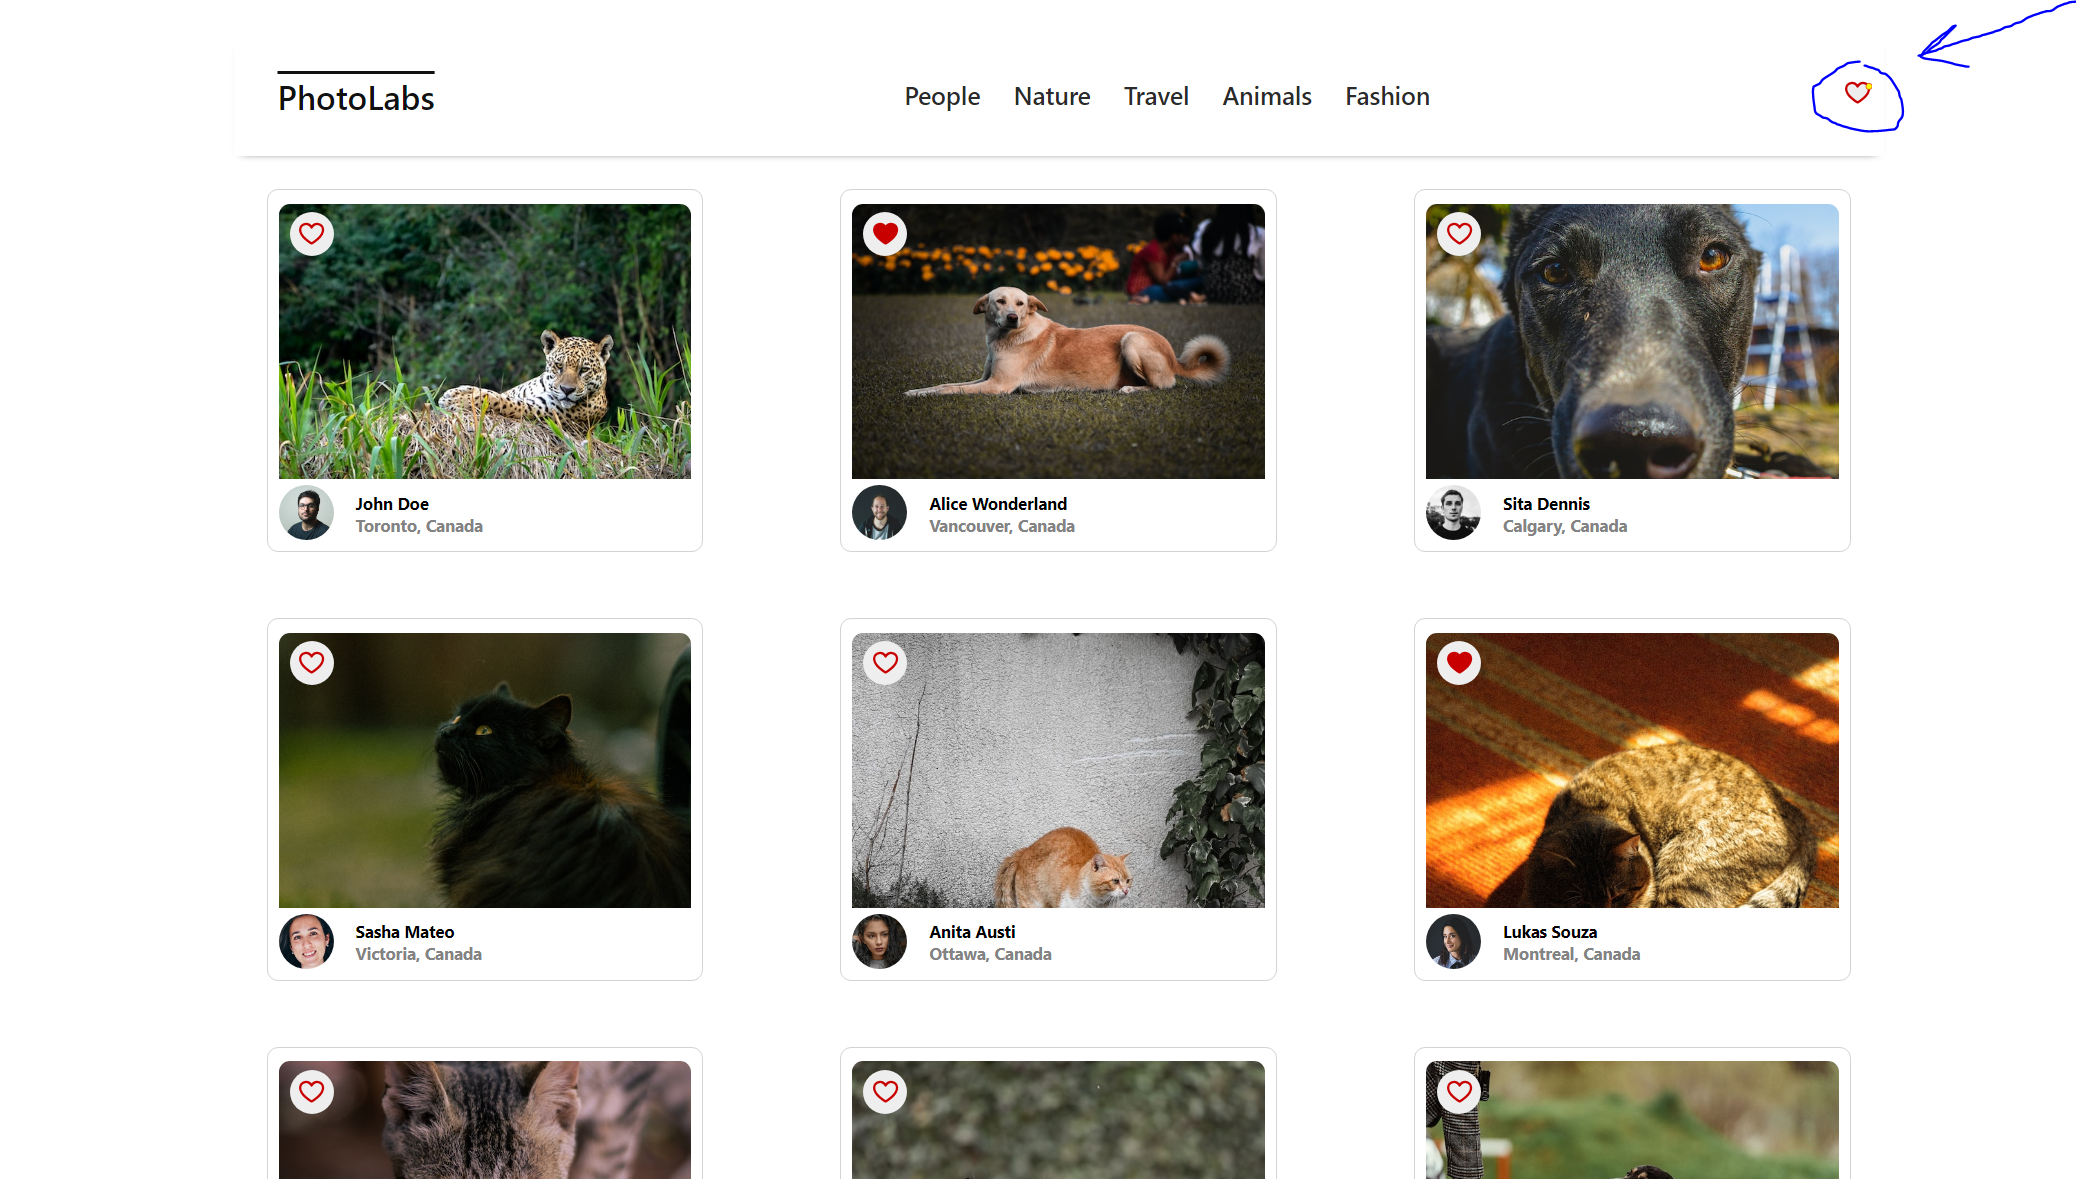 PhotoLabs
People Nature Travel Animals Fashion
John Doe
Toronto, Canada
Alice Wonderland
Vancouver, Canada
Sita Dennis
Calgary, Canada
Sasha Mateo
Victoria, Canada
Anita Austi
Ottawa, Canada
Lukas Souza
Montreal, Canada